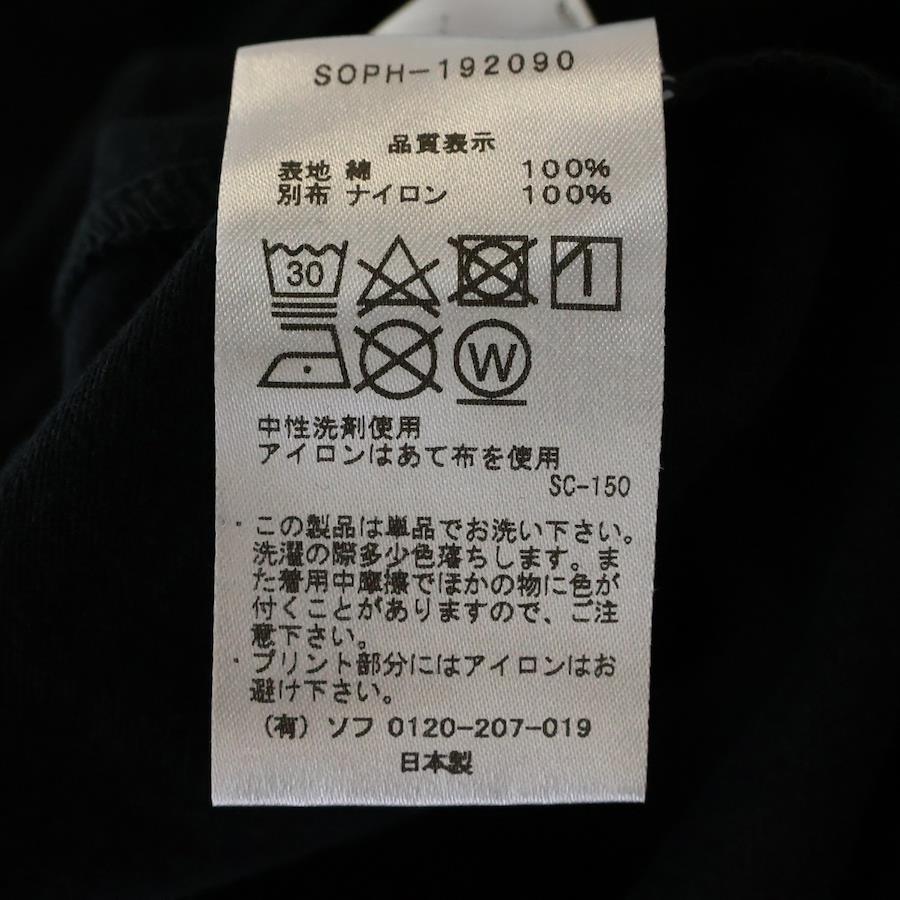 SOPH-192090
品質表示
表地 綿 100%
別布 ナイロン 100%
30
W
中性洗剤使用
アイロンはあて布を使用
SC-150
・この製品は単品でお洗い下さい。
洗濯の際多少色落ちします。ま
た着用中摩擦でほかの物に色が
付くことがありますので、ご注
意下さい。
・プリント部分にはアイロンはお
避け下さい。
(有) ソフ 0120-207-019
日本製